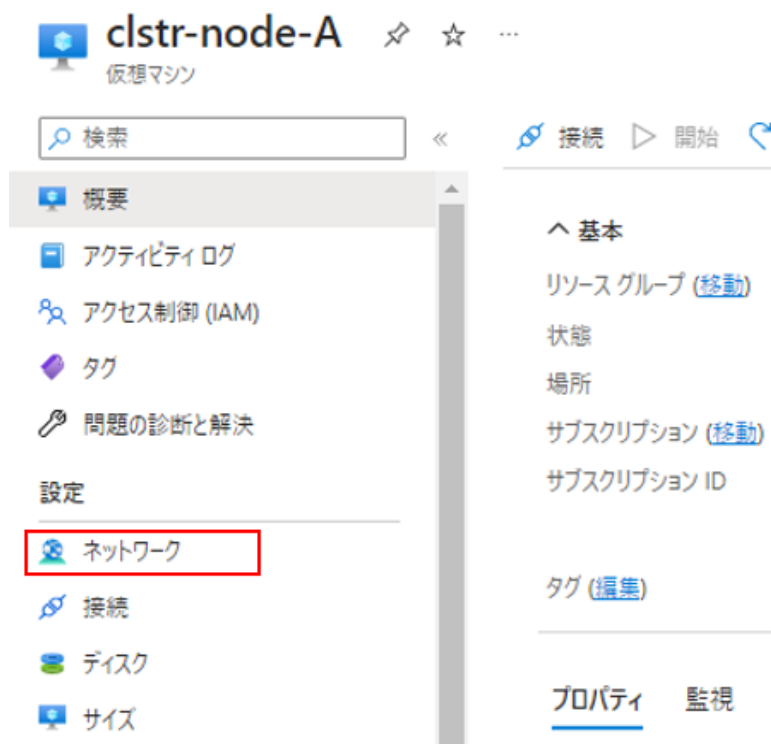 clstr-node-A
仮想マシン
検索
概要
アクティビティ ログ
アクセス制御 (IAM)
タグ
問題の診断と解決
設定
ネットワーク
接続
ディスク
サイズ
接続 開始
基本
リソース グループ (移動)
状態
場所
サブスクリプション (移動)
サブスクリプション ID
タグ (編集)
プロパティ 監視